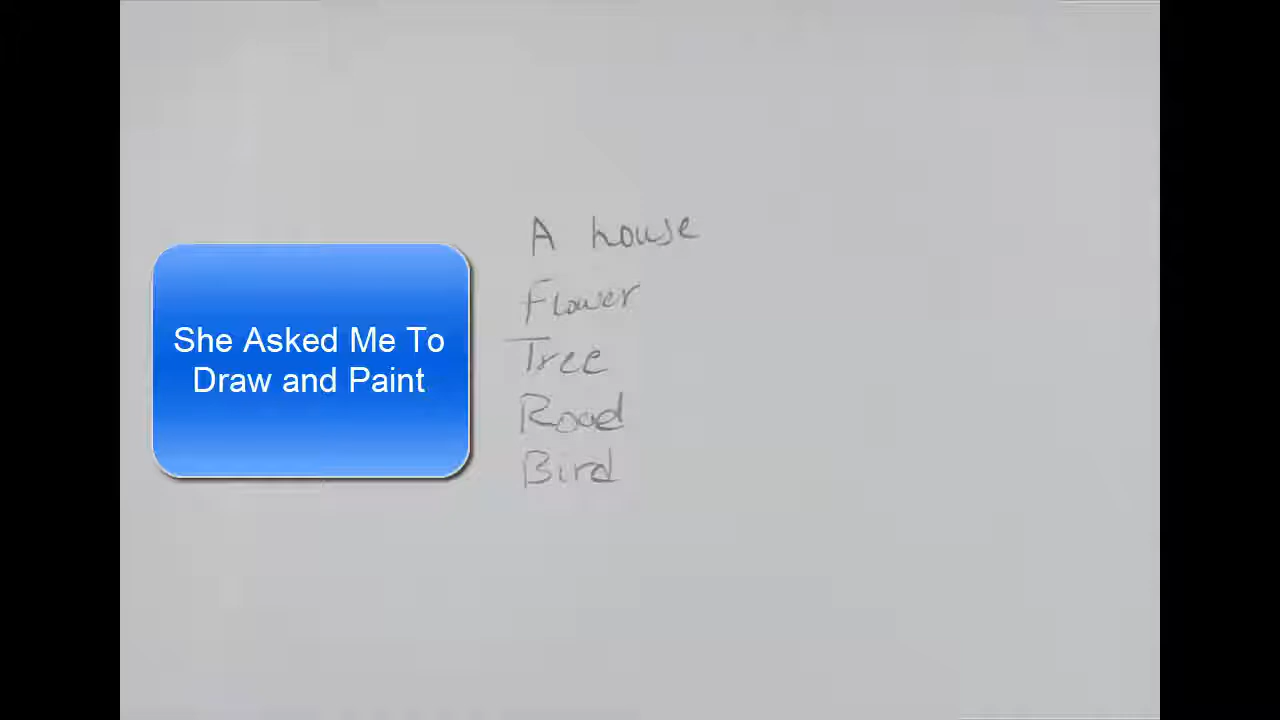 She Asked Me To
Draw and Paint
A house
Flower
Tree
Road
Bird